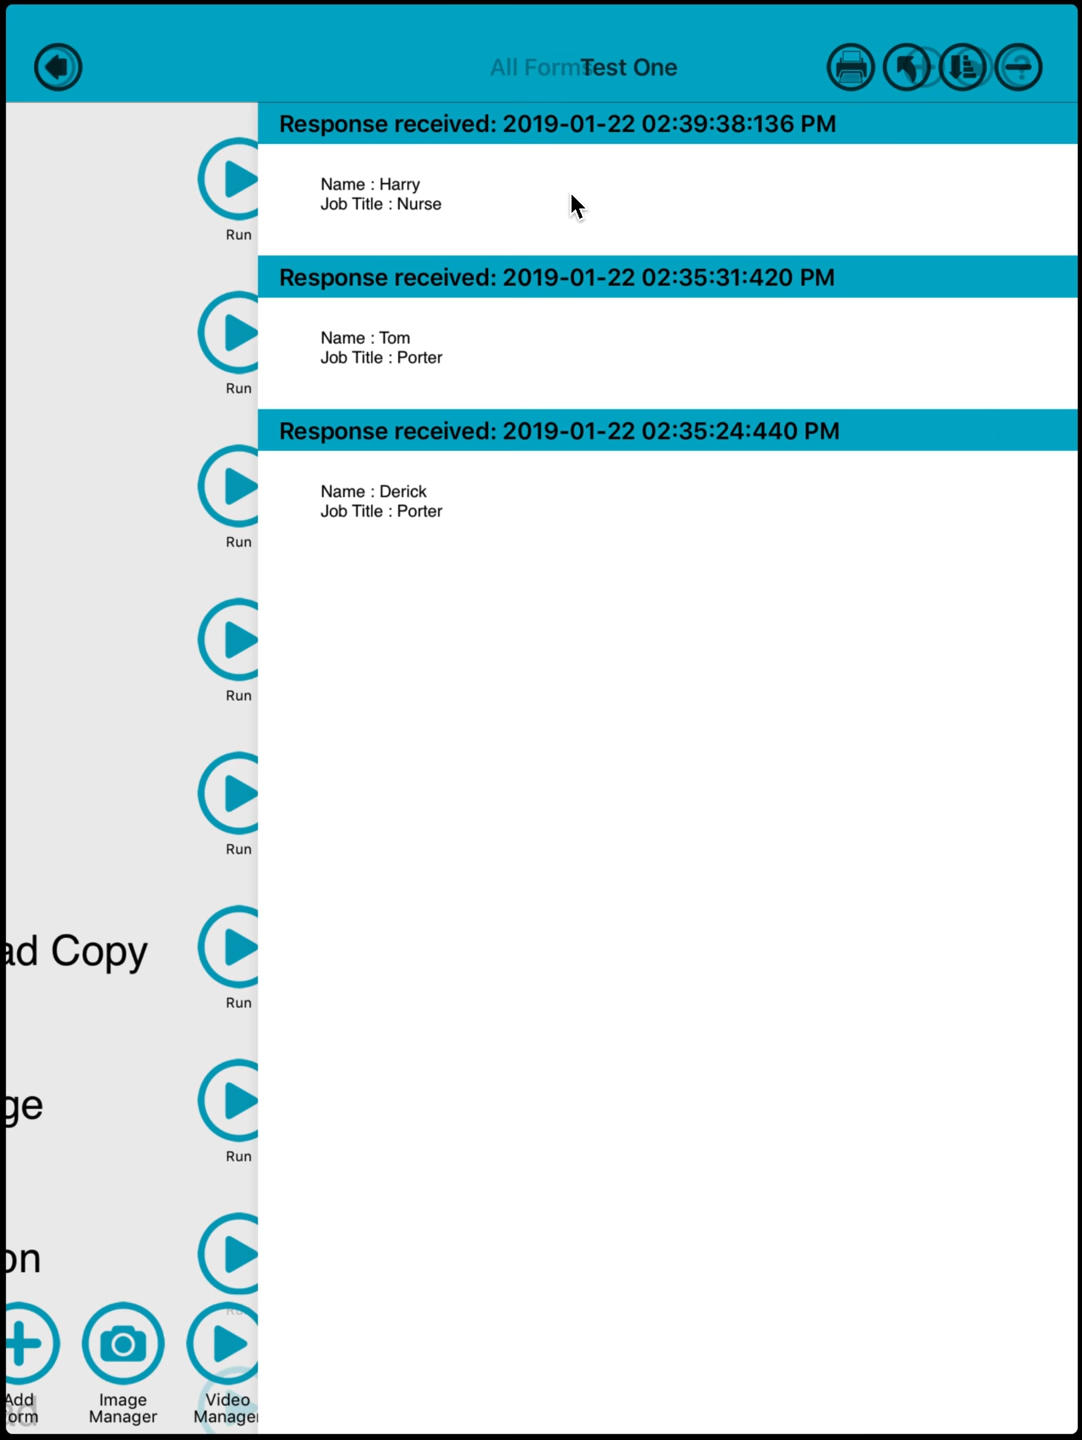 All Forms
Test One
Response received: 2019-01-22 02:39:38:136 PM
Name : Harry
Job Title : Nurse
Response received: 2019-01-22 02:35:31:420 PM
Name : Tom
Job Title : Porter
Response received: 2019-01-22 02:35:24:440 PM
Name : Derick
Job Title : Porter
Run
Run
Run
Run
Run
ad Copy
Run
ge
Run
on
Add
orm
Image
Manager
Video
Manager